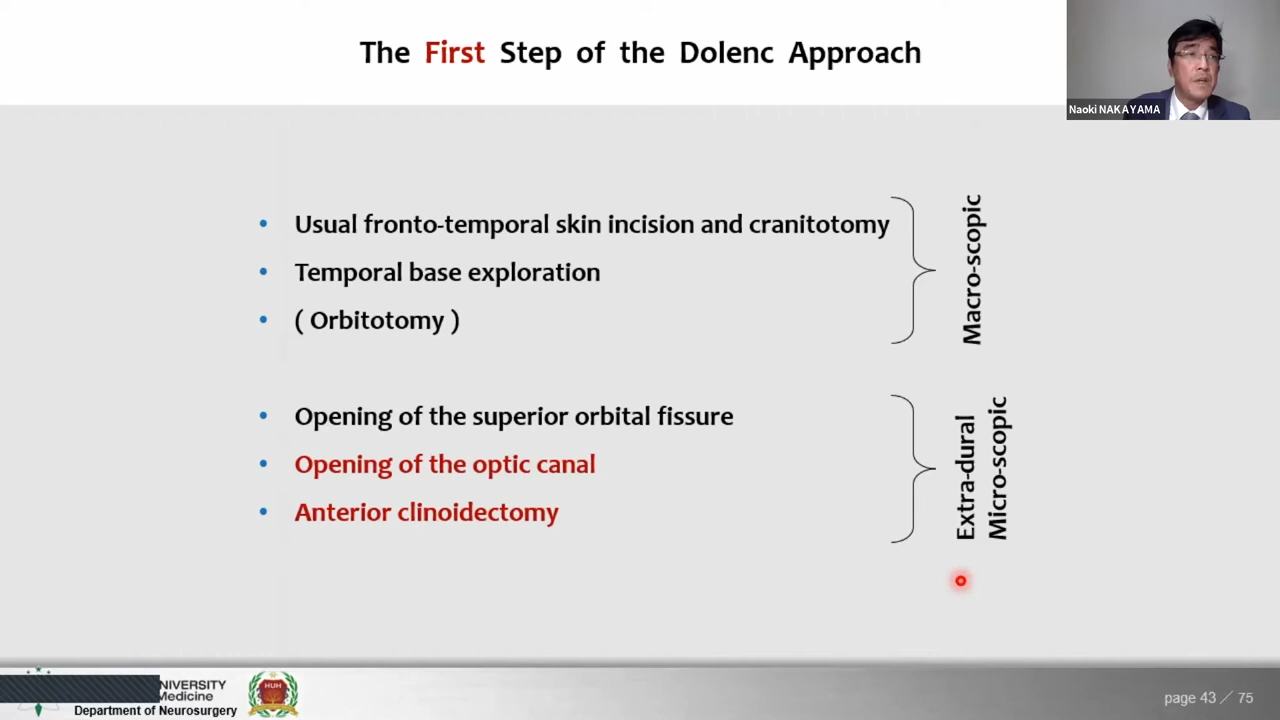 The First Step of the Dolenc Approach
Naoki NAKAYAMA
• Usual fronto-temporal skin incision and cranitotomy
• Temporal base exploration
• ( Orbitotomy )
Macro-scopic
• Opening of the superior orbital fissure
• Opening of the optic canal
• Anterior clinoidectomy
Extra-dural
Micro-scopic
Medicine
Department of Neurosurgery
HUH
page 43 / 75